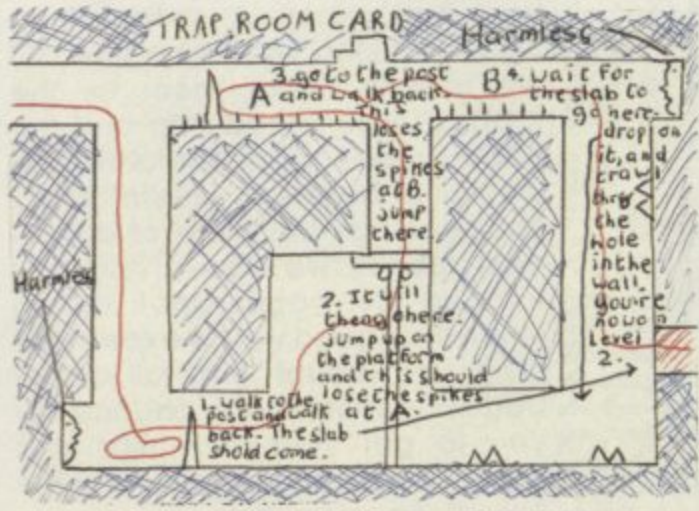 TRAP ROOM CARD
Harmless
3. go to the post
and walk back.
this
loses
the
spikes
at B.
jump
there.
A
B
4. wait for
the slab to
go here.
drop on
it, and
crawl
thro
the
hole
in the
wall.
you're
now on
Level
2.
Harmless
2. It will
then go here.
Jump up on
the platform
and this should
lose the spikes
at A.
1. walk to the
post and walk
back. The slab
shold come.